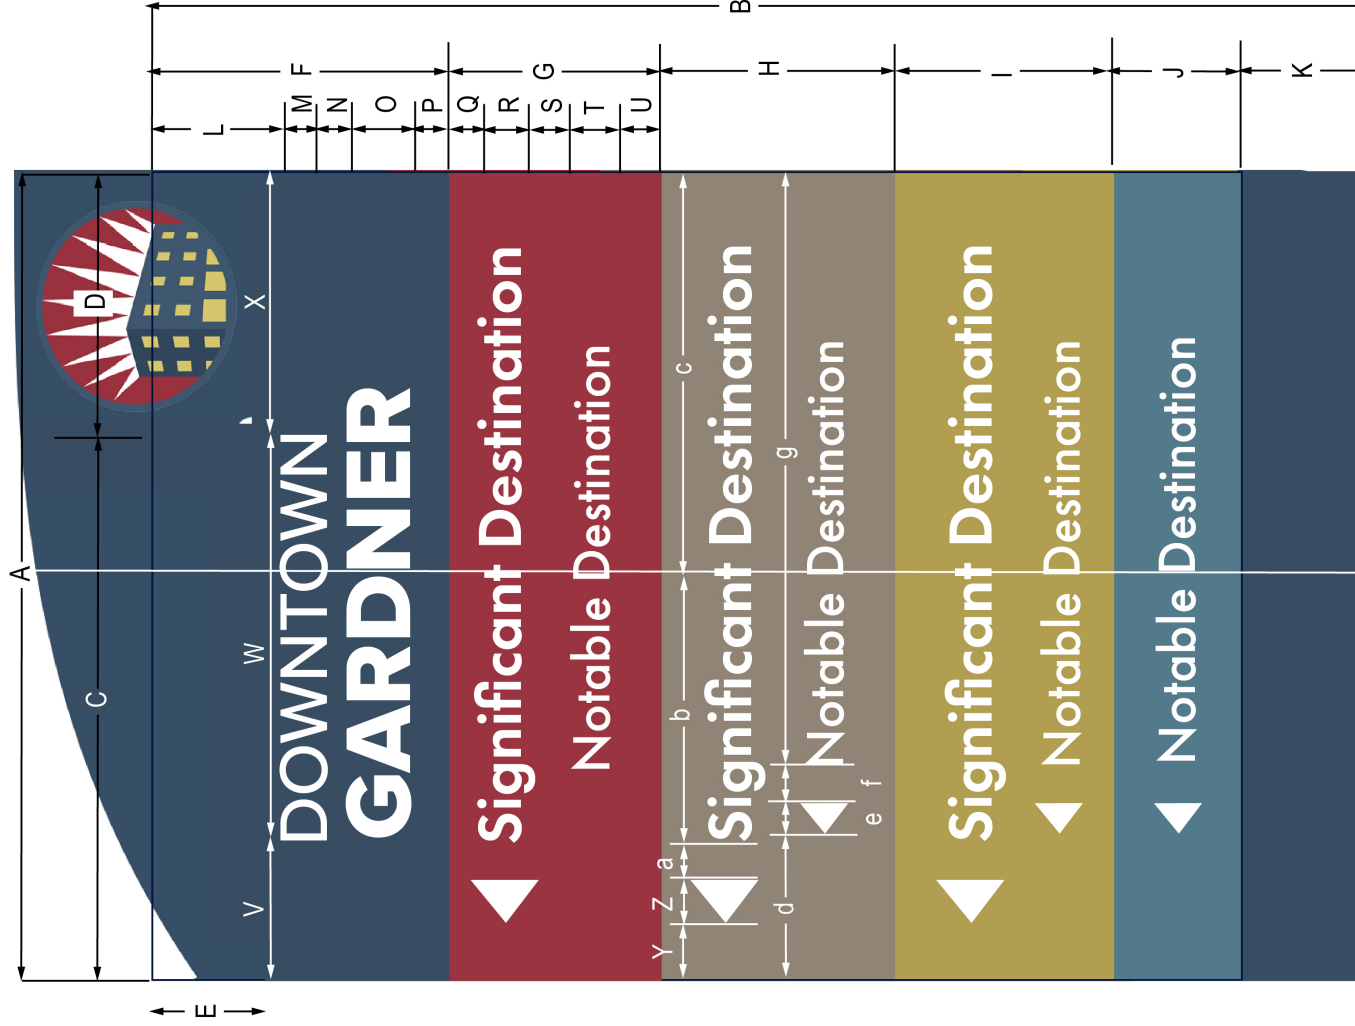 A
B
C
D
E
F
G
H
I
J
K
L
M
N
O
P
Q
R
S
T
U
V
W
X
DOWNTOWN
GARDNER
Significant Destination
Notable Destination
Y
Z
a
b
c
Significant Destination
d
e
f
g
Notable Destination
Significant Destination
Notable Destination
Notable Destination